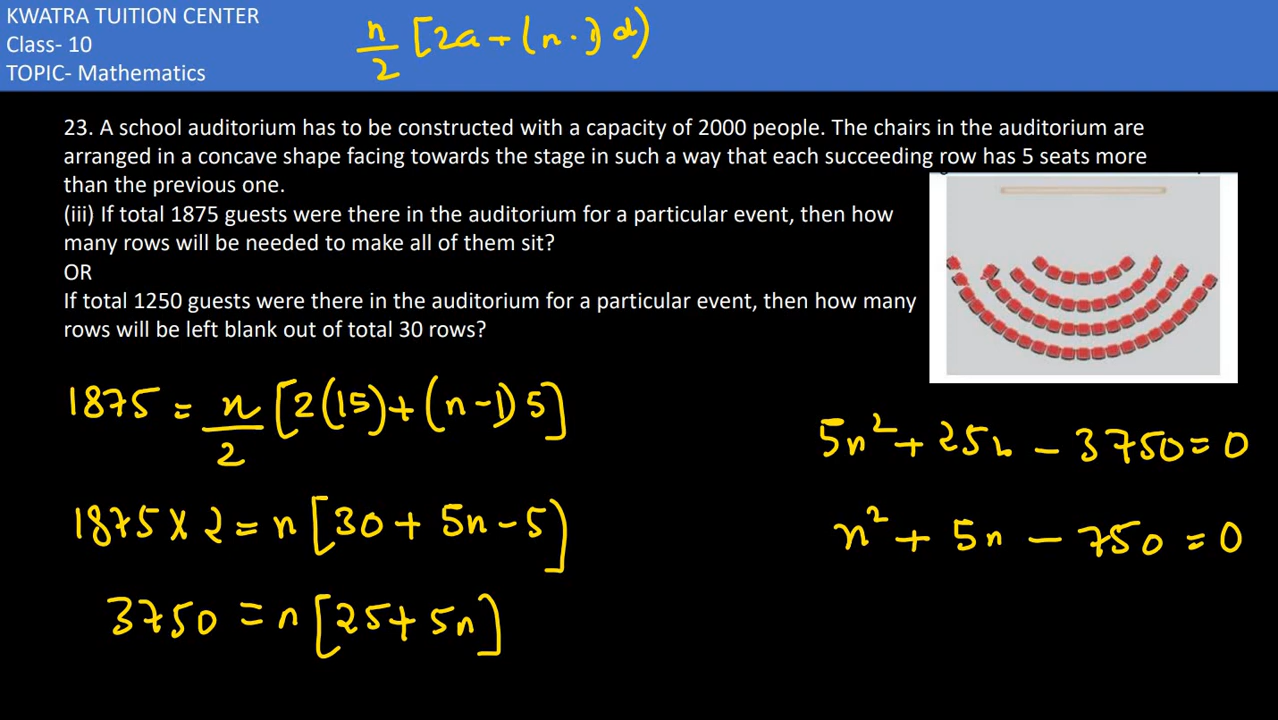 KWATRA TUITION CENTER
Class- 10
TOPIC- Mathematics
n/2 [2a + (n-1) d)
23. A school auditorium has to be constructed with a capacity of 2000 people. The chairs in the auditorium are
arranged in a concave shape facing towards the stage in such a way that each succeeding row has 5 seats more
than the previous one.
(iii) If total 1875 guests were there in the auditorium for a particular event, then how
many rows will be needed to make all of them sit?
OR
If total 1250 guests were there in the auditorium for a particular event, then how many
rows will be left blank out of total 30 rows?
1875 = n/2 [2(15) + (n-1) 5]
1875 × 2 = n [30 + 5n - 5]
3750 = n [25 + 5n]
5n² + 25n - 3750 = 0
n² + 5n - 750 = 0